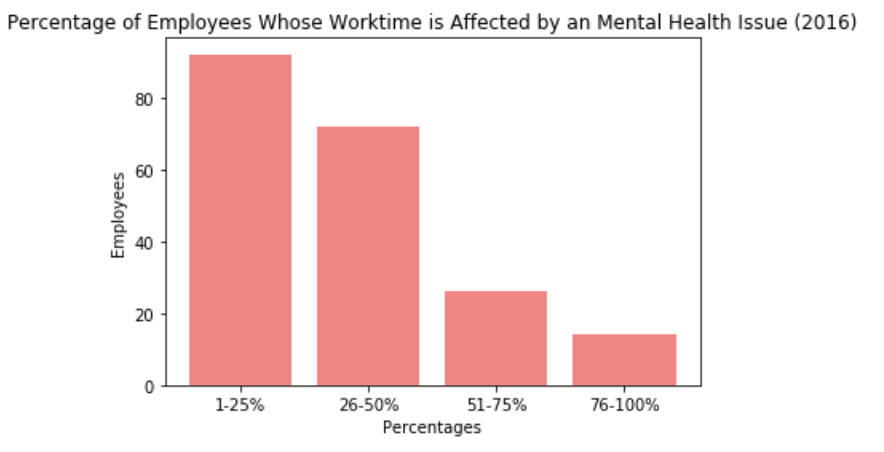 Percentage of Employees Whose Worktime is Affected by an Mental Health Issue (2016)
80
60
40
20
0
Employees
1-25% 26-50% 51-75% 76-100%
Percentages